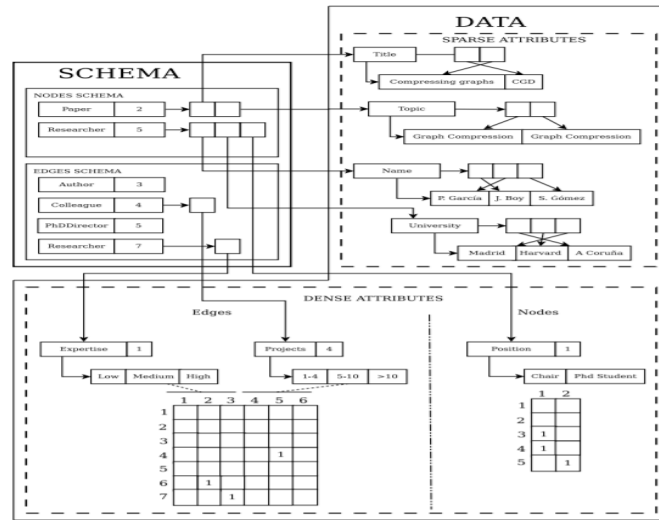 DATA
SPARSE ATTRIBUTES
Title
Compressing graphs CGD
Topic
Graph Compression Graph Compression
Name
P. García J. Boy S. Gómez
University
Madrid Harvard A Coruña
SCHEMA
NODES SCHEMA
Paper 2
Researcher 5
EDGES SCHEMA
Author 3
Colleague 4
PhDDirector 5
Researcher 7
DENSE ATTRIBUTES
Edges
Expertise 1
Low Medium High
Projects 4
1-4 5-10 >10
1 2 3 4 5 6
1
2
3
4 1
5
6 1
7 1
Nodes
Position 1
Chair Phd Student
1 2
1
2
3 1
4 1
5 1